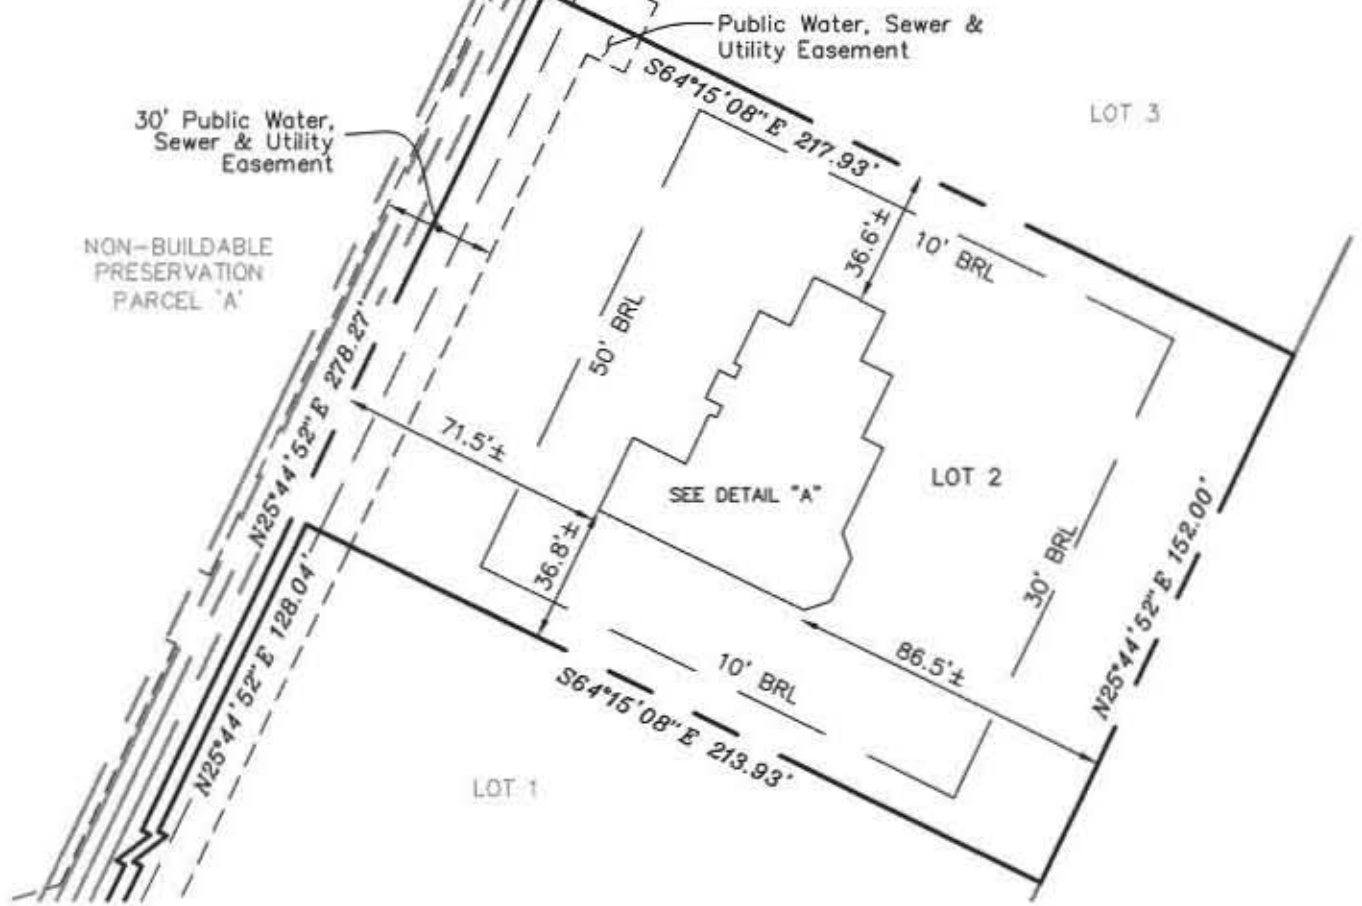 Public Water, Sewer &
Utility Easement
S64°15'08"E 217.93'
LOT 3
30' Public Water,
Sewer & Utility
Easement
NON-BUILDABLE
PRESERVATION
PARCEL 'A'
36.6'±
10' BRL
50' BRL
N25°44'52"E 278.27'
71.5'±
SEE DETAIL "A"
LOT 2
36.8'±
30' BRL
N25°44'52"E 152.00'
N25°44'52"E 128.04'
10' BRL
86.5'±
S64°15'08"E 213.93'
LOT 1